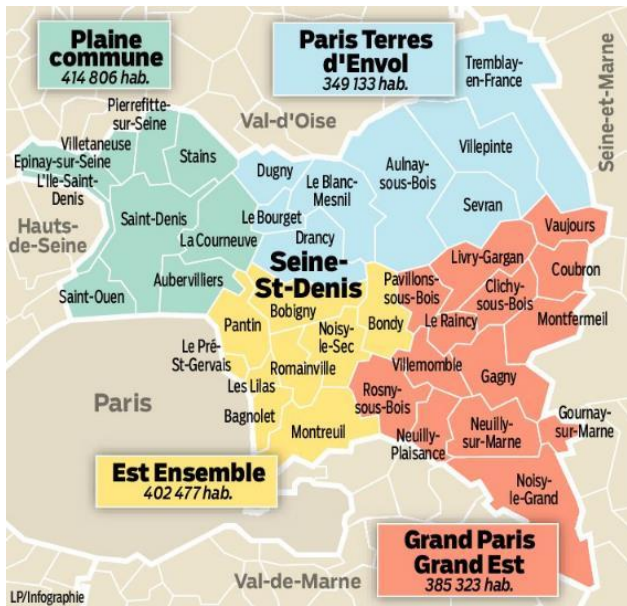 Plaine
commune
414 806 hab.
Paris Terres
d'Envol
349 133 hab.
Tremblay-
en-France
Seine-et-Marne
Pierrefitte-
sur-Seine
Val-d'Oise
Villetaneuse
Epinay-sur-Seine
L'Ile-Saint-
Denis
Stains
Dugny
Le Blanc-
Mesnil
Aulnay-
sous-Bois
Villepinte
Sevran
Hauts-
de-Seine
Saint-Denis
La Courneuve
Le Bourget
Drancy
Vaujours
Livry-Gargan
Coubron
Seine-
St-Denis
Saint-Ouen
Aubervilliers
Pavillons-
sous-Bois
Clichy-
sous-Bois
Montfermeil
Bobigny
Pantin
Noisy-
le-Sec
Bondy
Le Raincy
Le Pré-
St-Gervais
Romainville
Villemomble
Gagny
Les Lilas
Rosny-
sous-Bois
Paris
Bagnolet
Montreuil
Neuilly-
Plaisance
Neuilly-
sur-Marne
Gournay-
sur-Marne
Est Ensemble
402 477 hab.
Noisy-
le-Grand
Grand Paris
Grand Est
385 323 hab.
Val-de-Marne
LP/Infographie